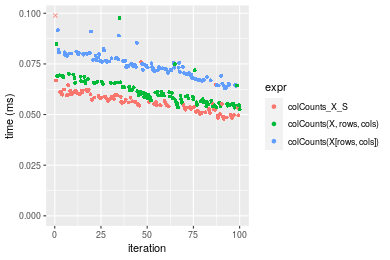 0.100
0.075
0.050
0.025
0.000
time (ms)
0
25
50
75
100
iteration
expr
colCounts_X_S
colCounts(X, rows, cols)
colCounts(X[rows, cols])